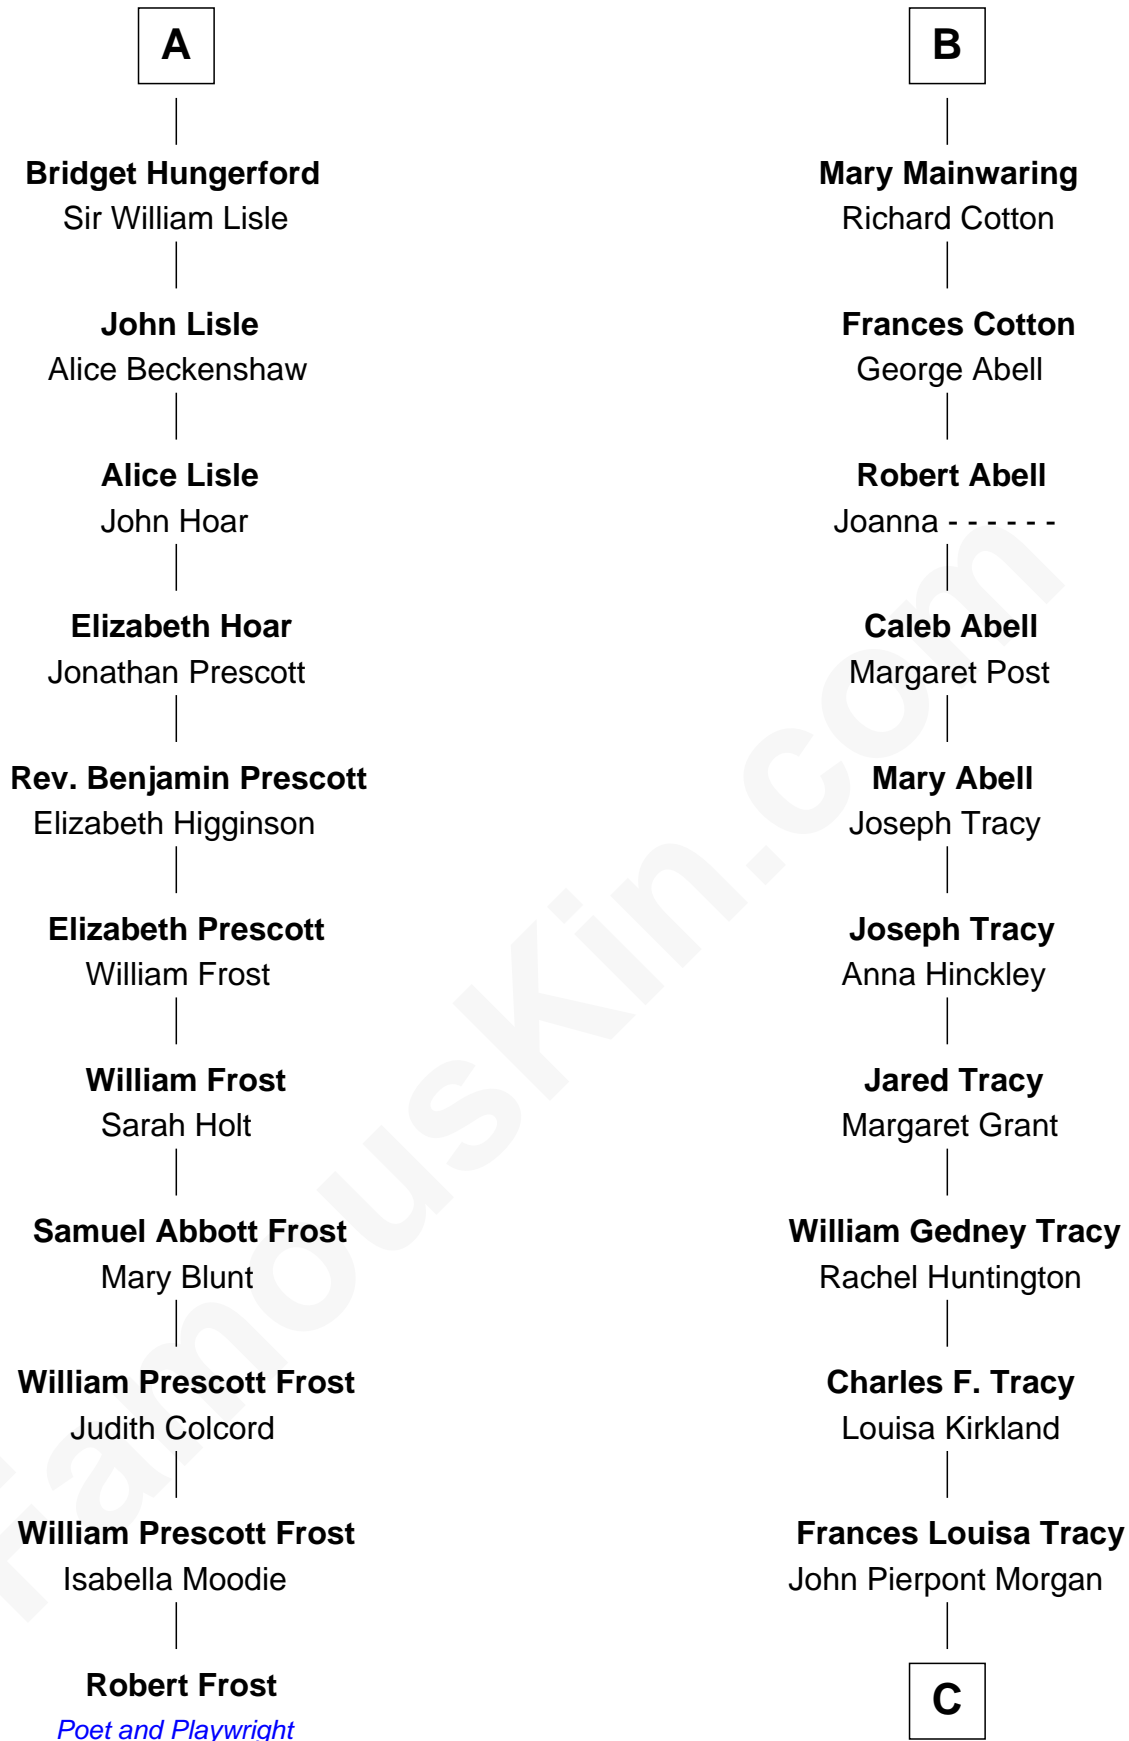 A
Bridget Hungerford
Sir William Lisle
John Lisle
Alice Beckenshaw
Alice Lisle
John Hoar
Elizabeth Hoar
Jonathan Prescott
Rev. Benjamin Prescott
Elizabeth Higginson
Elizabeth Prescott
William Frost
William Frost
Sarah Holt
Samuel Abbott Frost
Mary Blunt
William Prescott Frost
Judith Colcord
William Prescott Frost
Isabella Moodie
Robert Frost
Poet and Playwright
B
Mary Mainwaring
Richard Cotton
Frances Cotton
George Abell
Robert Abell
Joanna - - - - - -
Caleb Abell
Margaret Post
Mary Abell
Joseph Tracy
Joseph Tracy
Anna Hinckley
Jared Tracy
Margaret Grant
William Gedney Tracy
Rachel Huntington
Charles F. Tracy
Louisa Kirkland
Frances Louisa Tracy
John Pierpont Morgan
C
FamousKin.com